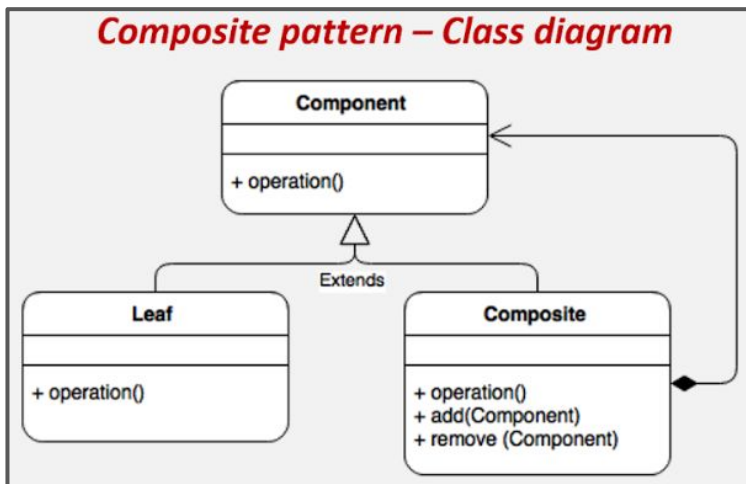 Composite pattern – Class diagram
Component
+ operation()
Extends
Leaf
+ operation()
Composite
+ operation()
+ add(Component)
+ remove (Component)